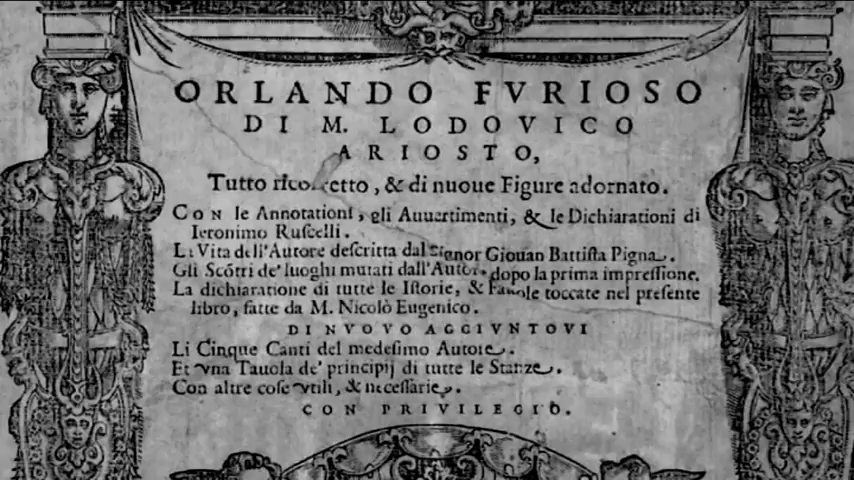 ORLANDO FVRIOSO
DI M. LODOVICO
ARIOSTO,
Tutto ricorretto, & di nuoue Figure adornato.
CON le Annotationi, gli Auuertimenti, & le Dichiarationi di
Ieronimo Ruſcelli.
La Vita dell'Autore deſcritta dal Signor Giouan Battiſta Pigna.
Gli Scōtri de' luoghi mutati dall'Autore dopo la prima impreſſione.
La dichiaratione di tutte le Iſtorie, & Fauole toccate nel preſente
libro, fatte da M. Nicolò Eugenico.
DI NVOVO AGGIVNTOVI
Li Cinque Canti del medeſimo Autore.
Et vna Tauola de' principij di tutte le Stanze.
Con altre coſe vtili, & neceſſarie.
CON PRIVILEGIO.